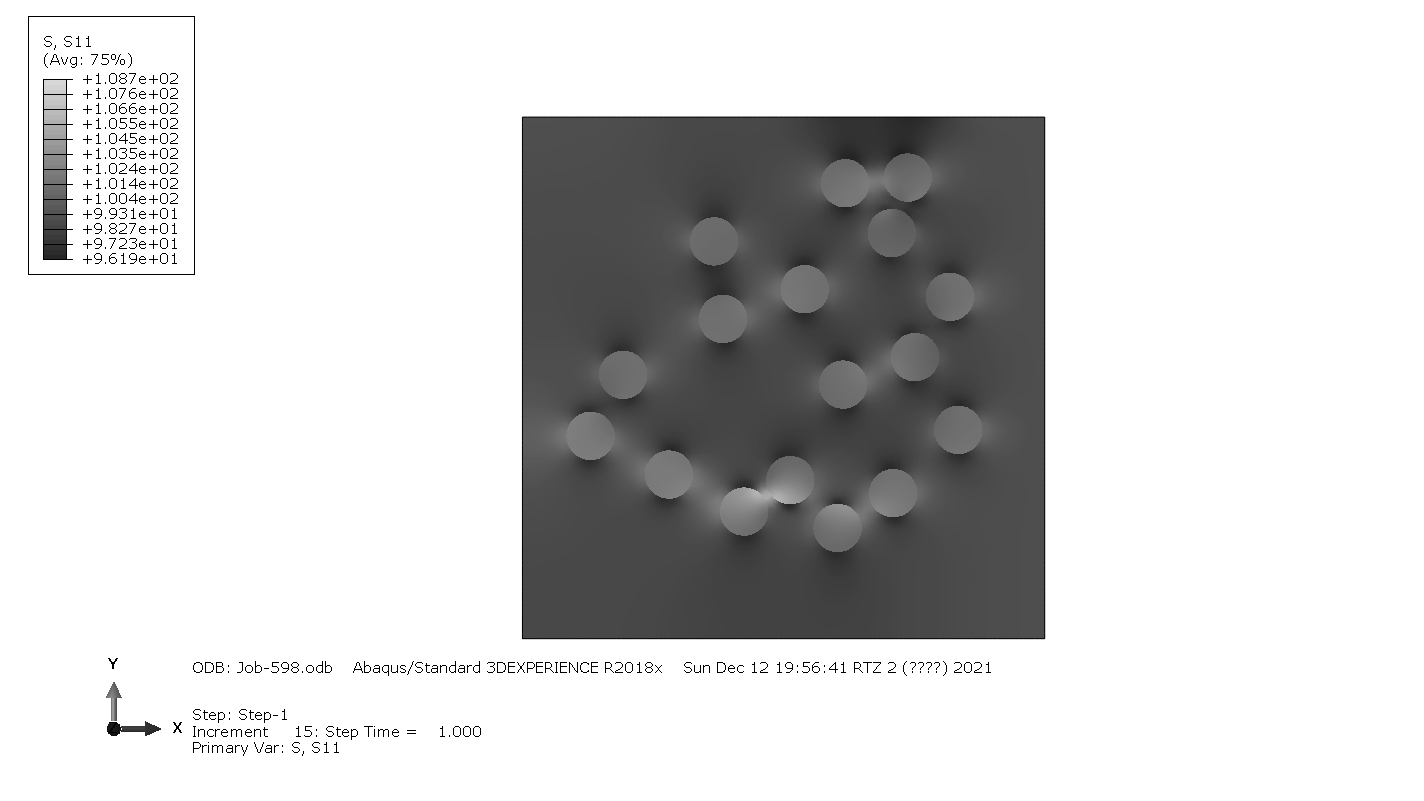 S, S11
(Avg: 75%)
+1.087e+02
+1.076e+02
+1.066e+02
+1.055e+02
+1.045e+02
+1.035e+02
+1.024e+02
+1.014e+02
+1.004e+02
+9.931e+01
+9.827e+01
+9.723e+01
+9.619e+01
Y
X
ODB: Job-598.odb Abaqus/Standard 3DEXPERIENCE R2018x Sun Dec 12 19:56:41 RTZ 2 (????) 2021
Step: Step-1
Increment 15: Step Time = 1.000
Primary Var: S, S11